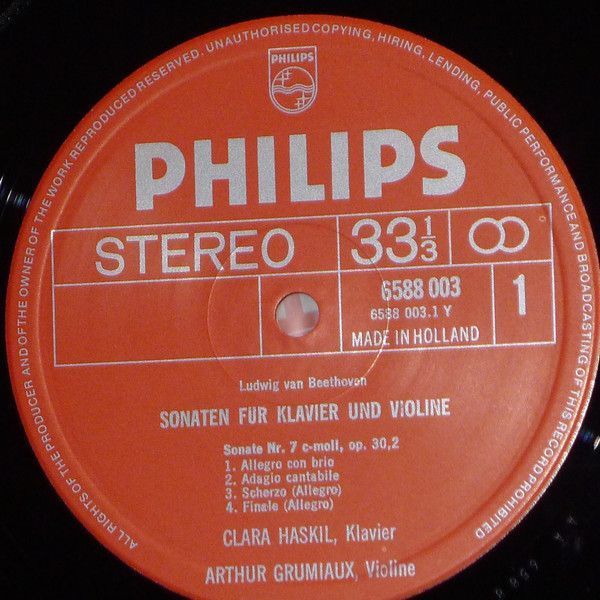 ALL RIGHTS OF THE PRODUCER AND OF THE OWNER OF THE WORK REPRODUCED RESERVED. UNAUTHORISED COPYING, HIRING, LENDING, PUBLIC PERFORMANCE AND BROADCASTING OF THIS RECORD PROHIBITED
PHILIPS
PHILIPS
STEREO
33 1/3
6588 003
6588 003.1 Y
MADE IN HOLLAND
1
Ludwig van Beethoven
SONATEN FÜR KLAVIER UND VIOLINE
Sonate Nr. 7 c-moll, op. 30,2
1. Allegro con brio
2. Adagio cantabile
3. Scherzo (Allegro)
4. Finale (Allegro)
CLARA HASKIL, Klavier
ARTHUR GRUMIAUX, Violine